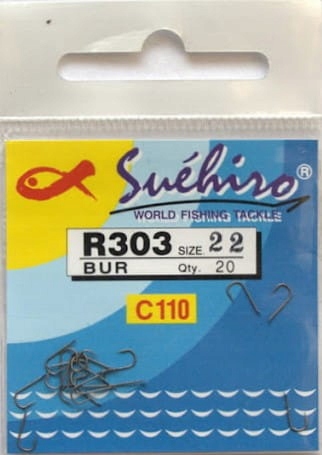 Suéhiro®
WORLD FISHING TACKLE
R303 SIZE. 22
BUR Qty. 20
C110